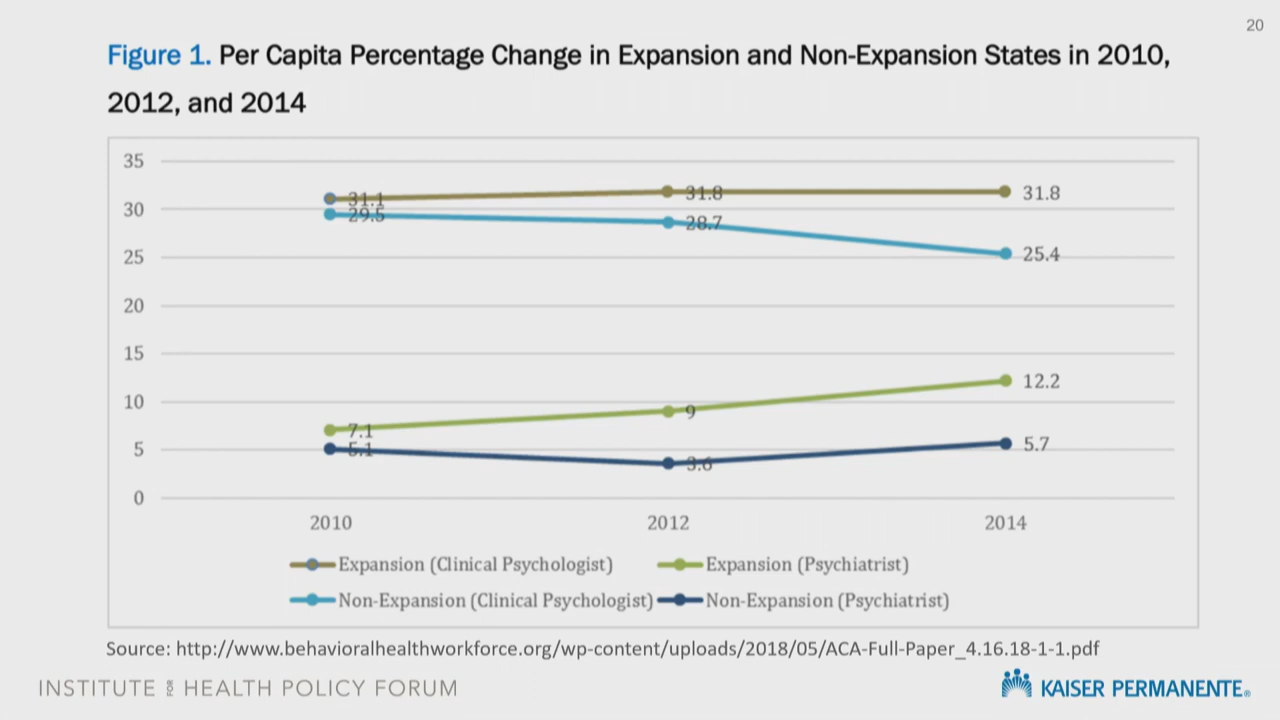 20
Figure 1. Per Capita Percentage Change in Expansion and Non-Expansion States in 2010,
2012, and 2014
35
30
25
20
15
10
5
0
31.1
31.8
31.8
29.5
28.7
25.4
7.1
9
12.2
5.1
3.6
5.7
2010
2012
2014
Expansion (Clinical Psychologist)
Expansion (Psychiatrist)
Non-Expansion (Clinical Psychologist)
Non-Expansion (Psychiatrist)
Source: http://www.behavioralhealthworkforce.org/wp-content/uploads/2018/05/ACA-Full-Paper_4.16.18-1-1.pdf
INSTITUTE FOR HEALTH POLICY FORUM
KAISER PERMANENTE®